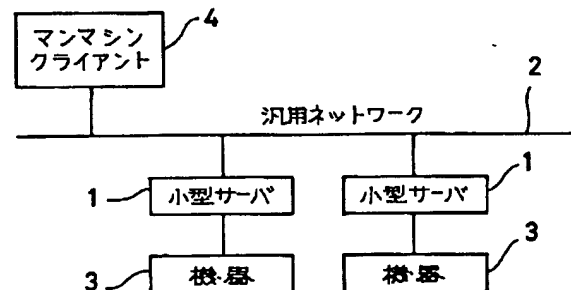 マンマシン
クライアント
4
汎用ネットワーク
2
1
小型サーバ
小型サーバ
1
3
機器
機器
3